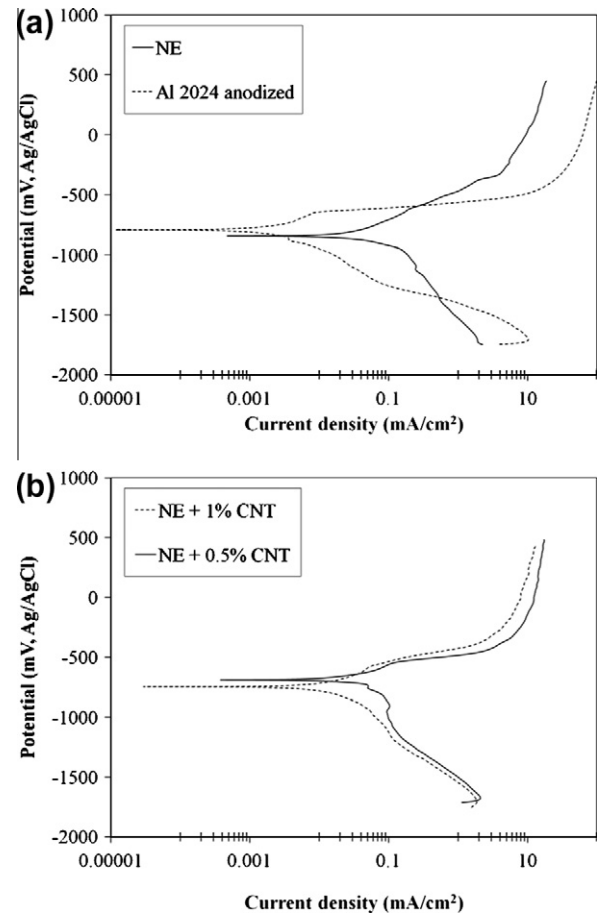 (a)
1000
500
0
-500
-1000
-1500
-2000
Potential (mV, Ag/AgCl)
NE
Al 2024 anodized
0.00001 0.001 0.1 10
Current density (mA/cm²)
(b)
1000
500
0
-500
-1000
-1500
-2000
Potential (mV, Ag/AgCl)
NE + 1% CNT
NE + 0.5% CNT
0.00001 0.001 0.1 10
Current density (mA/cm²)